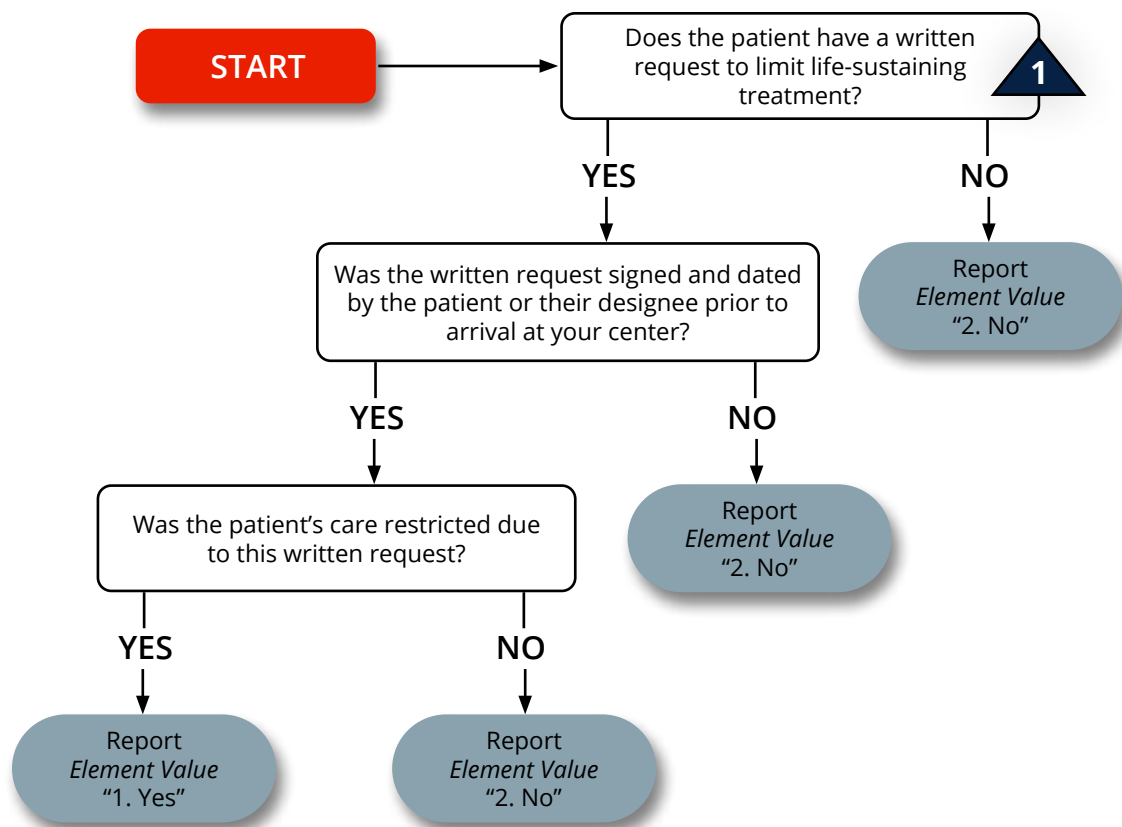 START
Does the patient have a written
request to limit life-sustaining
treatment?
1
YES
NO
Report
Element Value
“2. No”
Was the written request signed and dated
by the patient or their designee prior to
arrival at your center?
YES
NO
Report
Element Value
“2. No”
Was the patient’s care restricted due
to this written request?
YES
NO
Report
Element Value
“1. Yes”
Report
Element Value
“2. No”